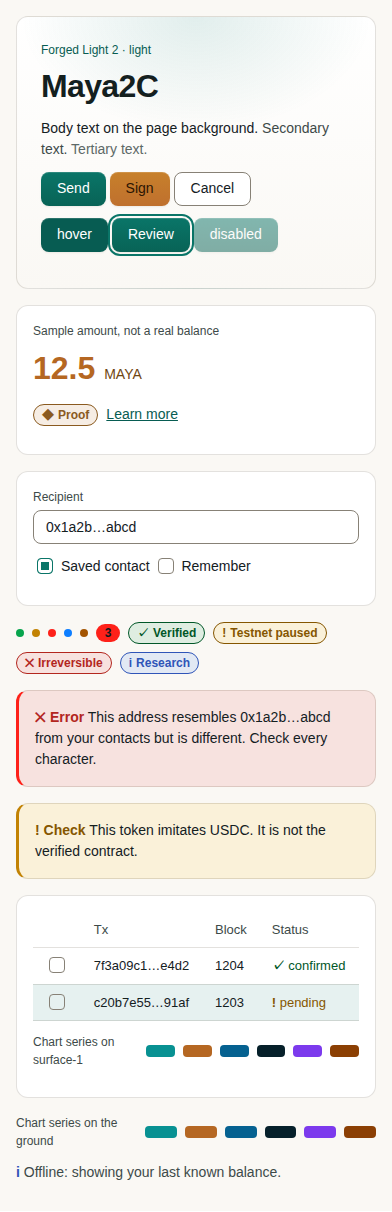 Forged Light 2 · light
Maya2C
Body text on the page background. Secondary
text. Tertiary text.
Send Sign Cancel
hover Review disabled
Sample amount, not a real balance
12.5 MAYA
◆ Proof Learn more
Recipient
0x1a2b…abcd
Saved contact Remember
3 ✓ Verified ! Testnet paused
✕ Irreversible i Research
✕ Error This address resembles 0x1a2b…abcd
from your contacts but is different. Check every
character.
! Check This token imitates USDC. It is not the
verified contract.
Tx Block Status
7f3a09c1…e4d2 1204 ✓ confirmed
c20b7e55…91af 1203 ! pending
Chart series on
surface-1
Chart series on the
ground
i Offline: showing your last known balance.